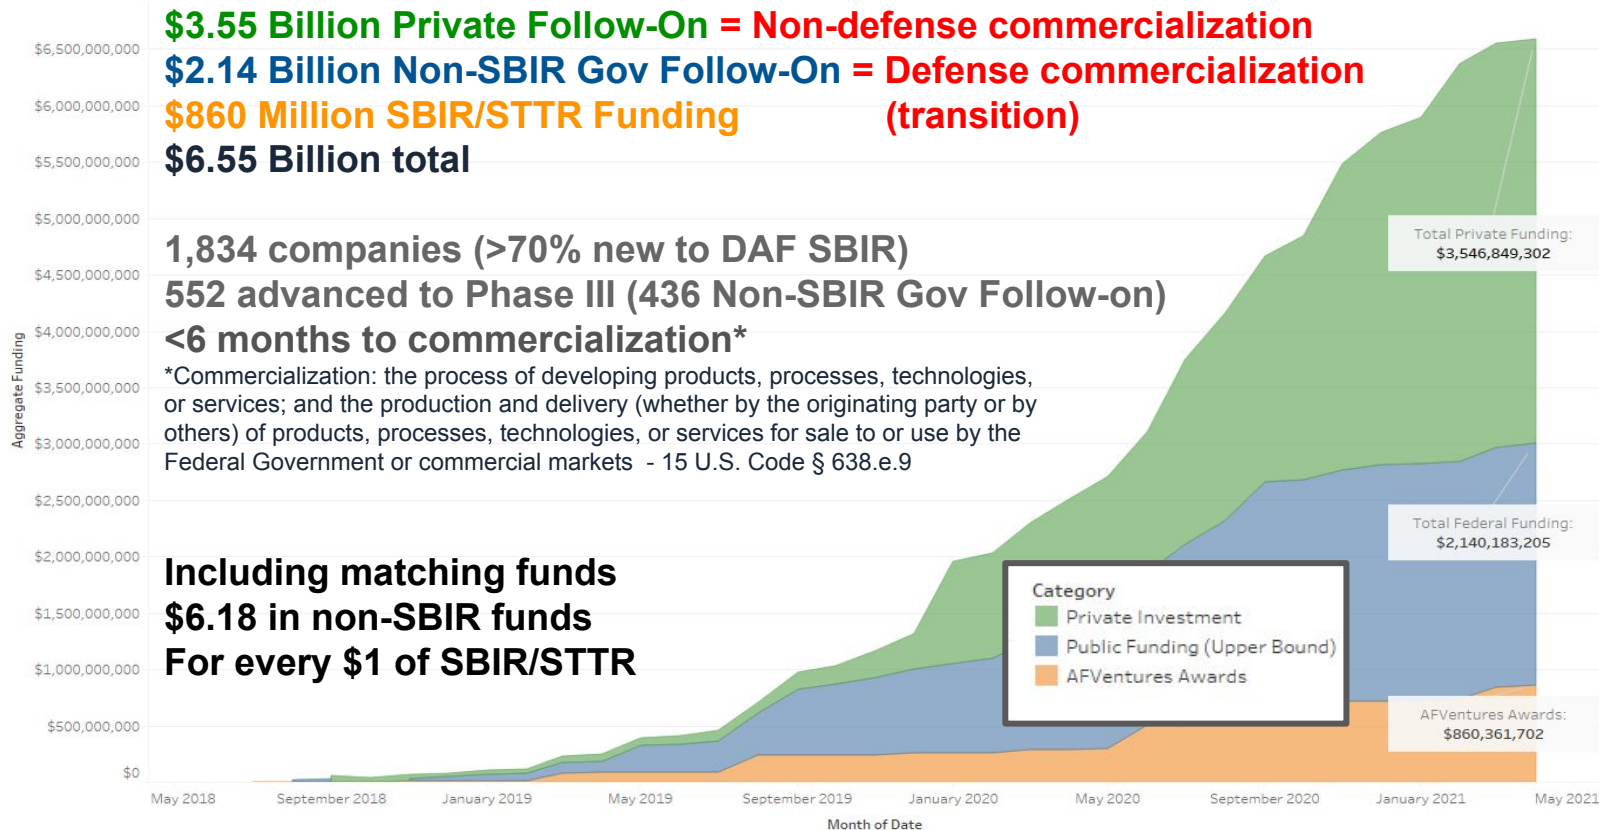 $3.55 Billion Private Follow-On = Non-defense commercialization
$2.14 Billion Non-SBIR Gov Follow-On = Defense commercialization
$860 Million SBIR/STTR Funding (transition)
$6.55 Billion total
1,834 companies (>70% new to DAF SBIR)
552 advanced to Phase III (436 Non-SBIR Gov Follow-on)
<6 months to commercialization*
*Commercialization: the process of developing products, processes, technologies,
or services; and the production and delivery (whether by the originating party or by
others) of products, processes, technologies, or services for sale to or use by the
Federal Government or commercial markets - 15 U.S. Code § 638.e.9
Including matching funds
$6.18 in non-SBIR funds
For every $1 of SBIR/STTR
Aggregate Funding
$6,500,000,000
$6,000,000,000
$5,500,000,000
$5,000,000,000
$4,500,000,000
$4,000,000,000
$3,500,000,000
$3,000,000,000
$2,500,000,000
$2,000,000,000
$1,500,000,000
$1,000,000,000
$500,000,000
$0
Total Private Funding:
$3,546,849,302
Total Federal Funding:
$2,140,183,205
AFVentures Awards:
$860,361,702
Category
Private Investment
Public Funding (Upper Bound)
AFVentures Awards
May 2018
September 2018
January 2019
May 2019
September 2019
January 2020
May 2020
September 2020
January 2021
May 2021
Month of Date